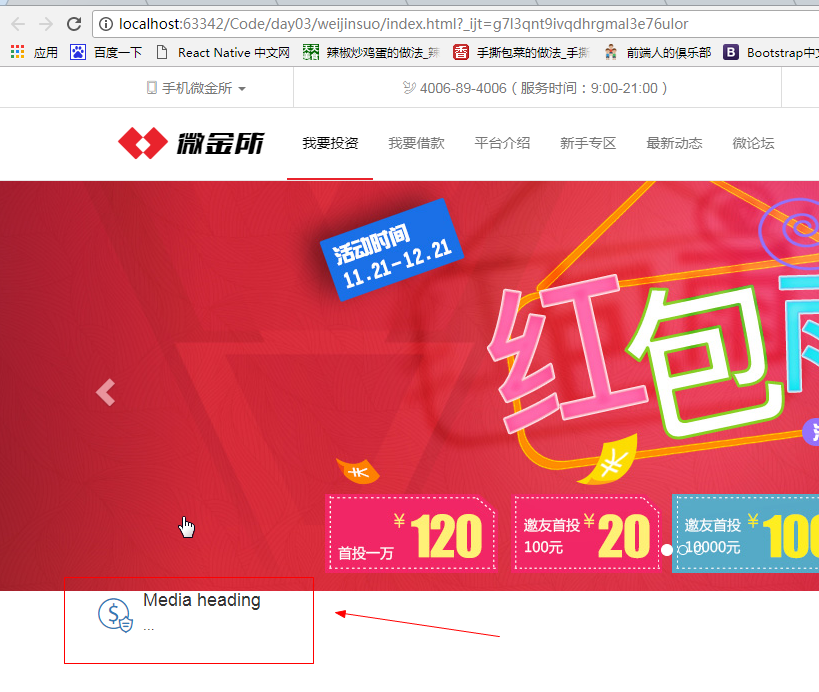 localhost:63342/Code/day03/weijinsuo/index.html?_ijt=g7l3qnt9ivqdhrgmal3e76ulor
应用 百度一下 React Native 中文网 辣椒炒鸡蛋的做法_辣 手撕包菜的做法_手撕 前端人的俱乐部 Bootstrap中文
手机微金所 4006-89-4006 ( 服务时间：9:00-21:00 )
微金所 我要投资 我要借款 平台介绍 新手专区 最新动态 微论坛
活动时间
11.21-12.21
红包雨
首投一万 ¥120
邀友首投
100元 ¥20
邀友首投
10000元 ¥100
Media heading
...